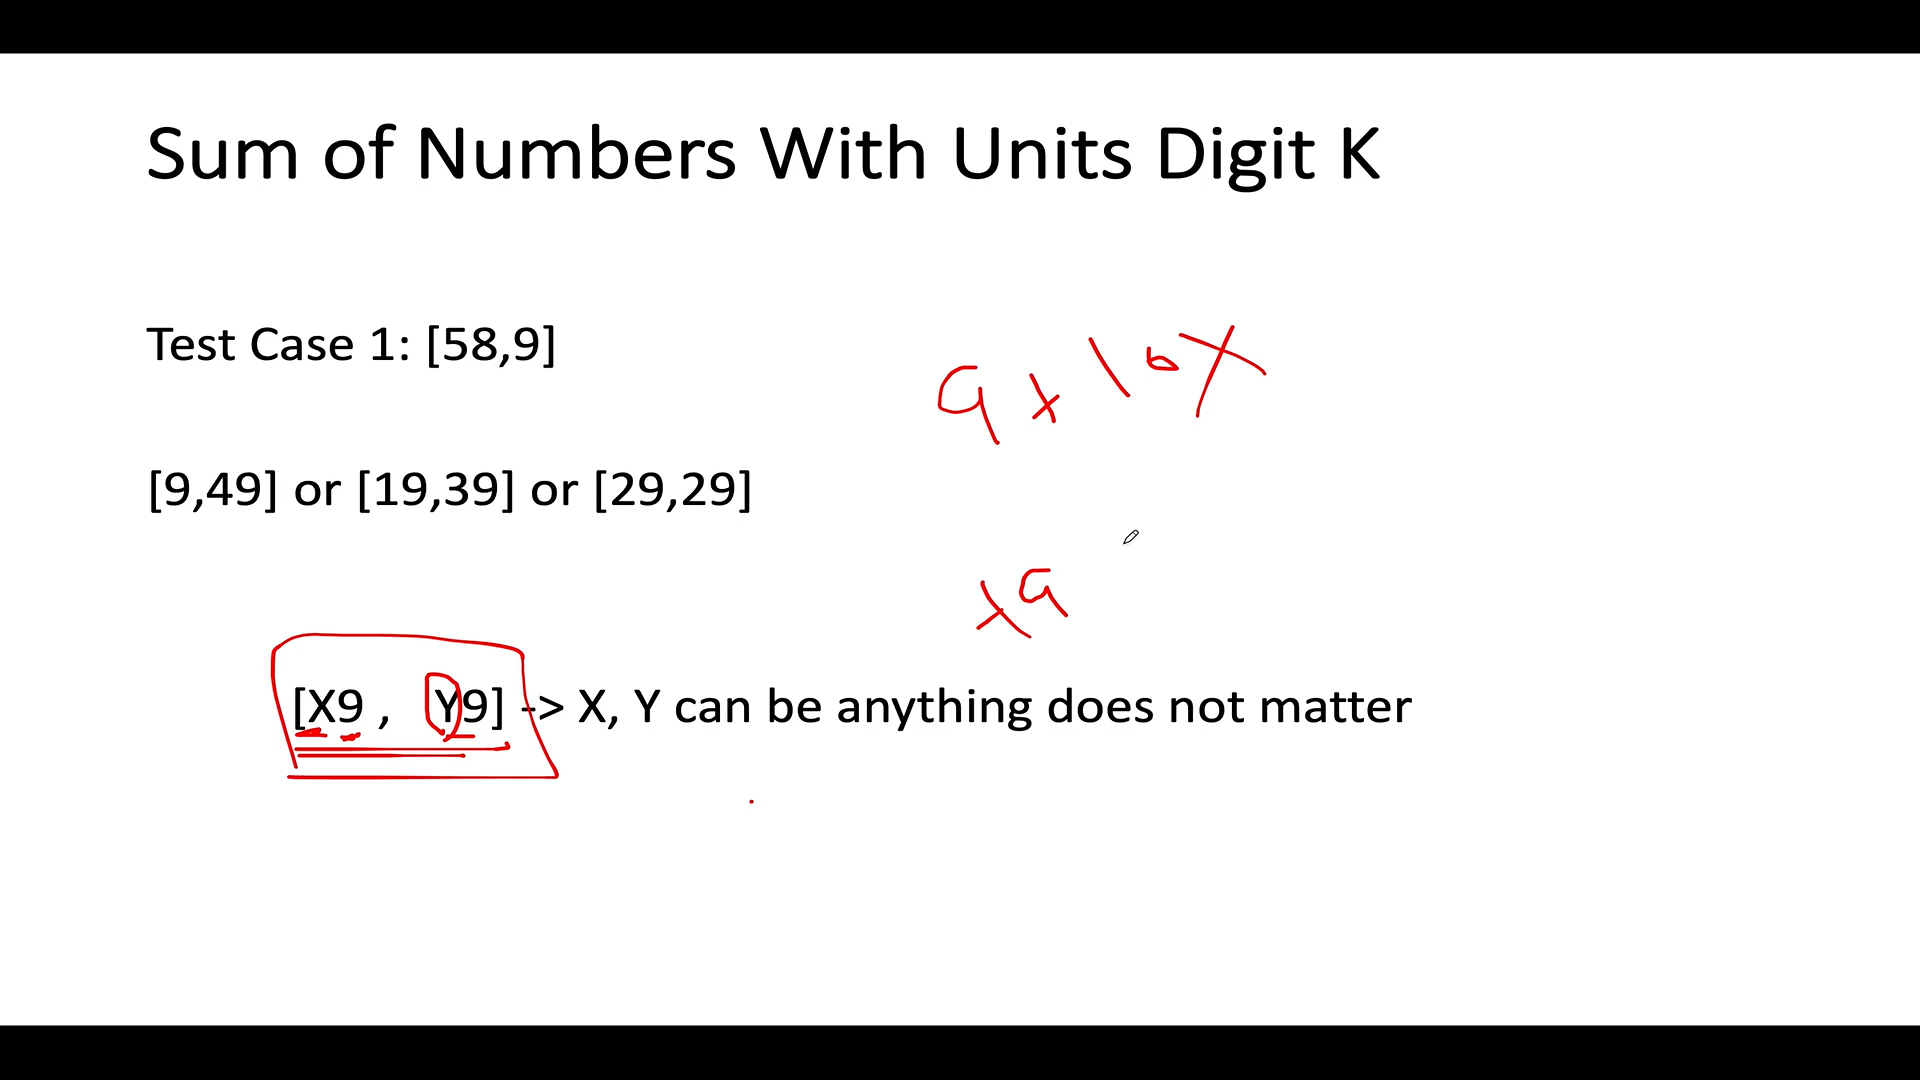 Sum of Numbers With Units Digit K
Test Case 1: [58,9]
9 + 10X
[9,49] or [19,39] or [29,29]
X9
[X9 , Y9] -> X, Y can be anything does not matter